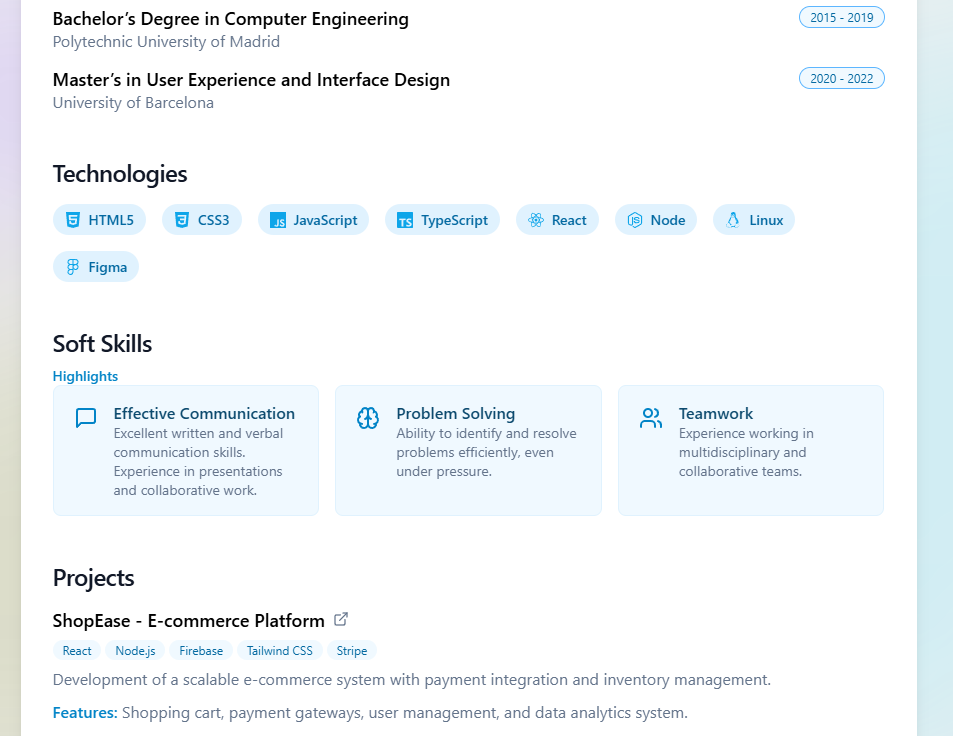 Bachelor’s Degree in Computer Engineering
2015 - 2019
Polytechnic University of Madrid
Master’s in User Experience and Interface Design
2020 - 2022
University of Barcelona
Technologies
HTML5 CSS3 JavaScript TypeScript React Node Linux
Figma
Soft Skills
Highlights
Effective Communication
Excellent written and verbal
communication skills.
Experience in presentations
and collaborative work.
Problem Solving
Ability to identify and resolve
problems efficiently, even
under pressure.
Teamwork
Experience working in
multidisciplinary and
collaborative teams.
Projects
ShopEase - E-commerce Platform
React Node.js Firebase Tailwind CSS Stripe
Development of a scalable e-commerce system with payment integration and inventory management.
Features: Shopping cart, payment gateways, user management, and data analytics system.